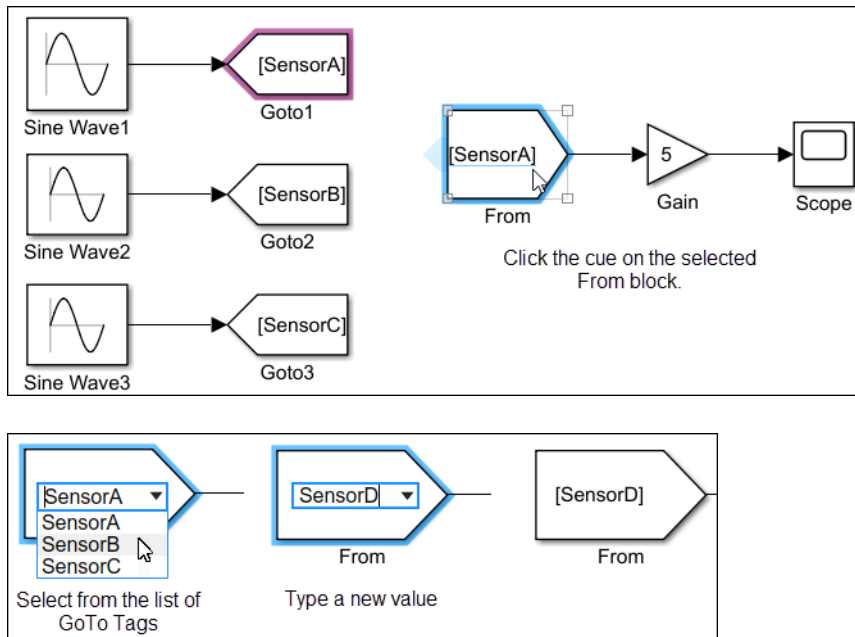 [SensorA]
Goto1
Sine Wave1
[SensorA]
From
5
Gain
Scope
[SensorB]
Goto2
Sine Wave2
Click the cue on the selected
From block.
[SensorC]
Goto3
Sine Wave3
SensorA
SensorA
SensorB
SensorC
Select from the list of
GoTo Tags
SensorD
From
Type a new value
[SensorD]
From